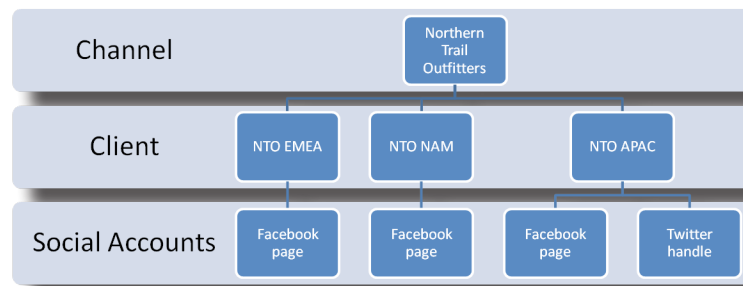 Channel
Northern
Trail
Outfitters
Client
NTO EMEA
NTO NAM
NTO APAC
Social Accounts
Facebook
page
Facebook
page
Facebook
page
Twitter
handle